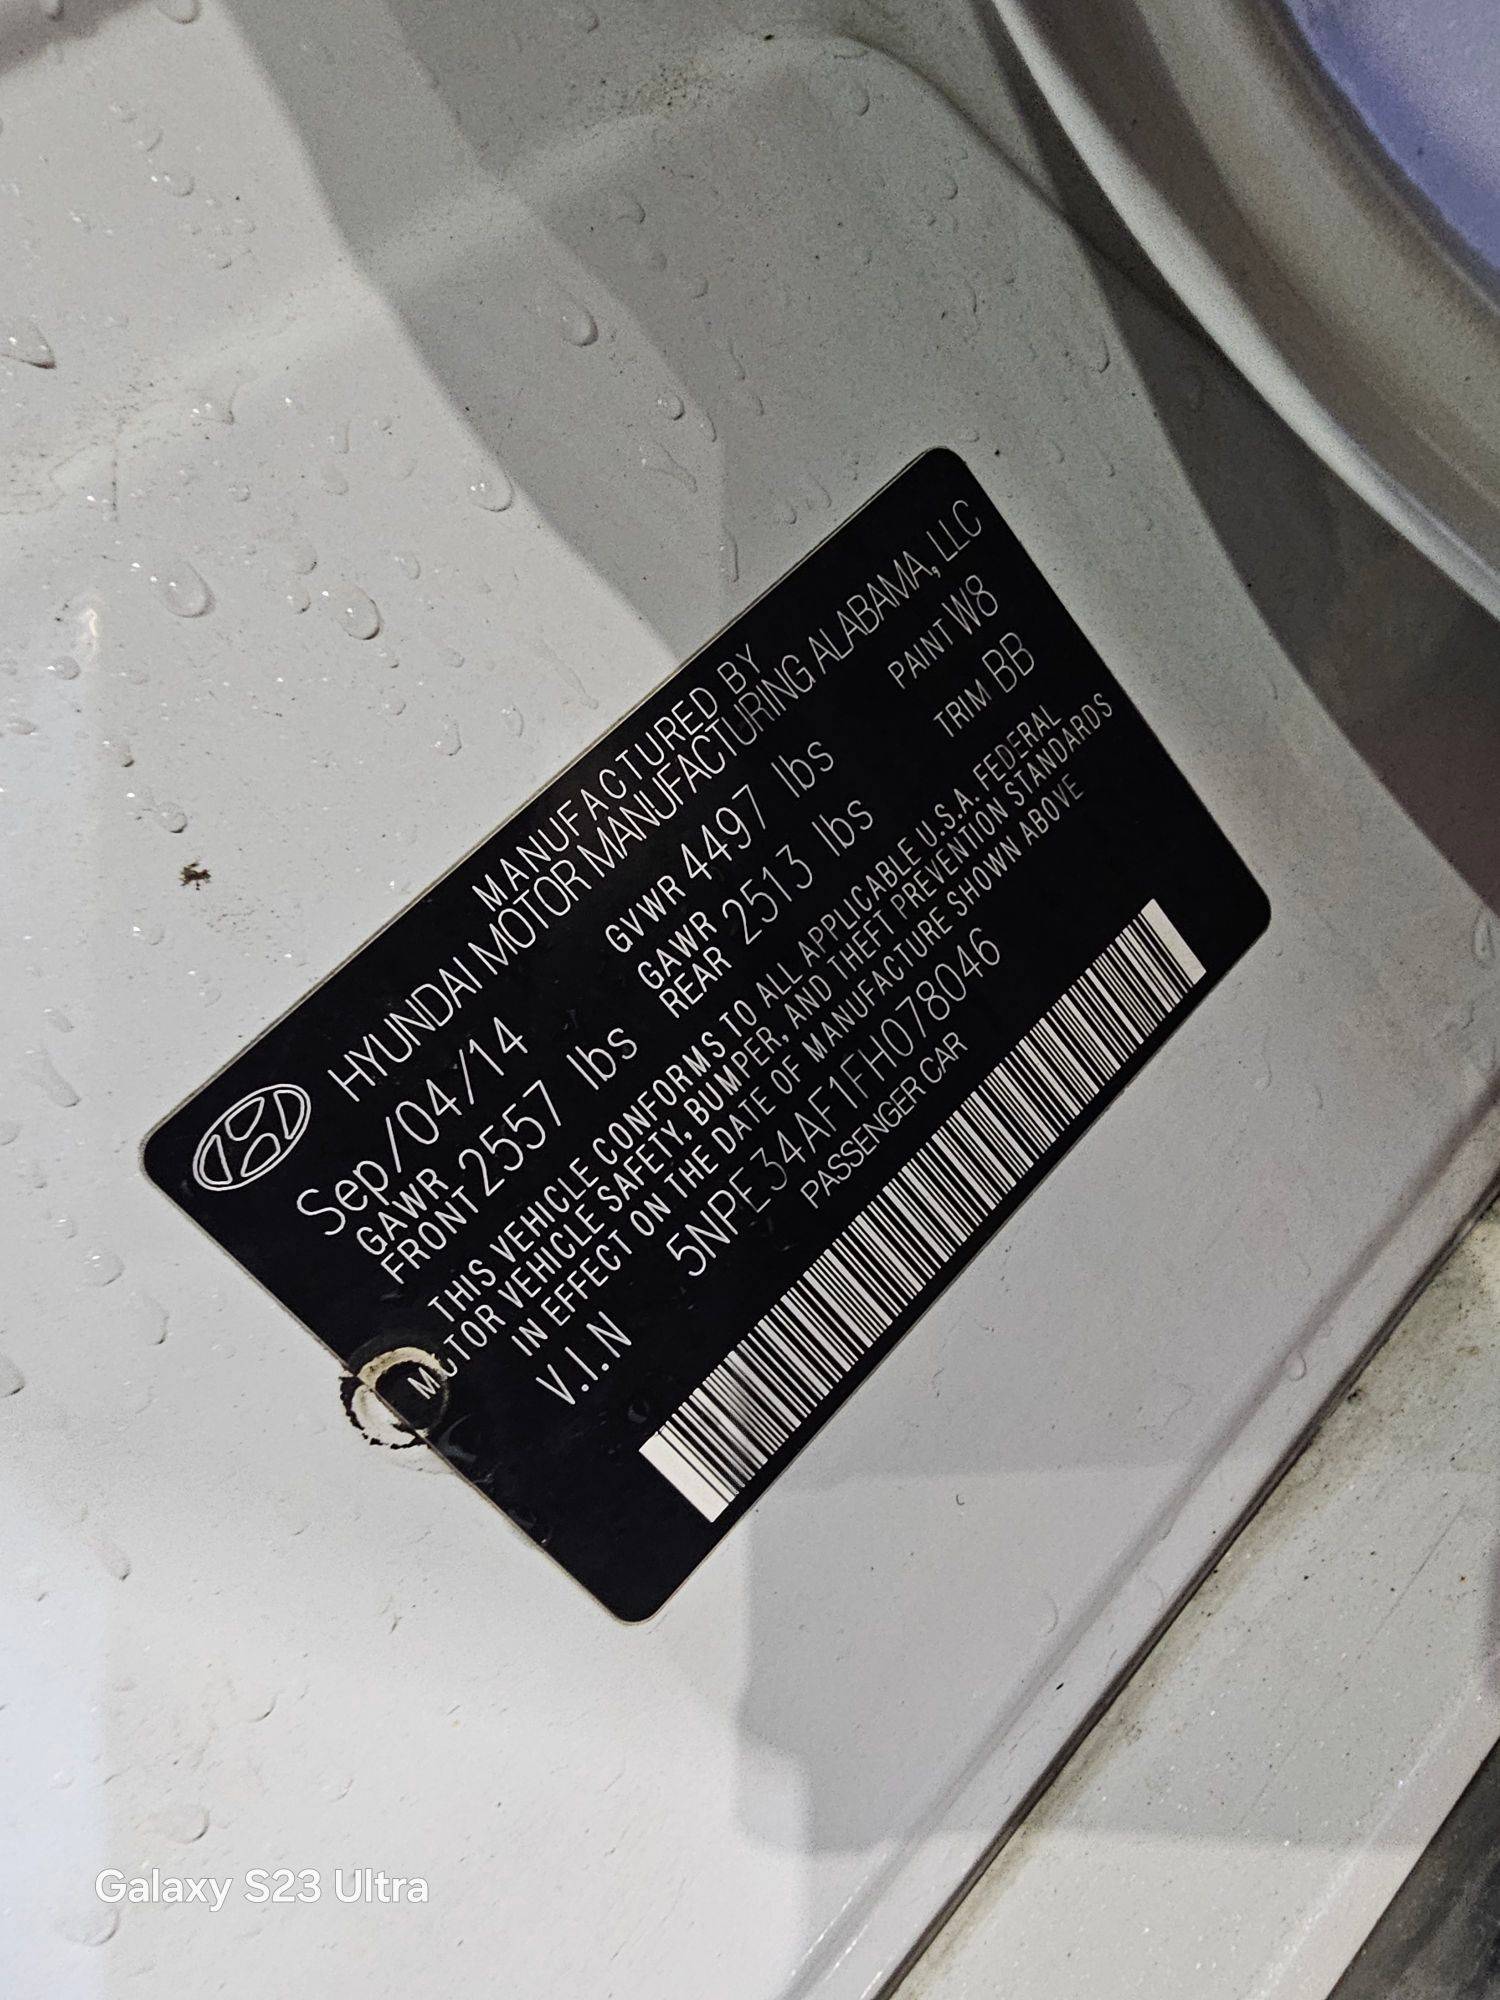 MANUFACTURED BY
HYUNDAI MOTOR MANUFACTURING ALABAMA, LLC
Sep/04/14 GVWR 4497 lbs PAINT W8
GAWR FRONT 2557 lbs GAWR REAR 2513 lbs TRIM BB
THIS VEHICLE CONFORMS TO ALL APPLICABLE U.S.A. FEDERAL
MOTOR VEHICLE SAFETY, BUMPER, AND THEFT PREVENTION STANDARDS
IN EFFECT ON THE DATE OF MANUFACTURE SHOWN ABOVE
V.I.N 5NPE34AF1FH078046
PASSENGER CAR
Galaxy S23 Ultra